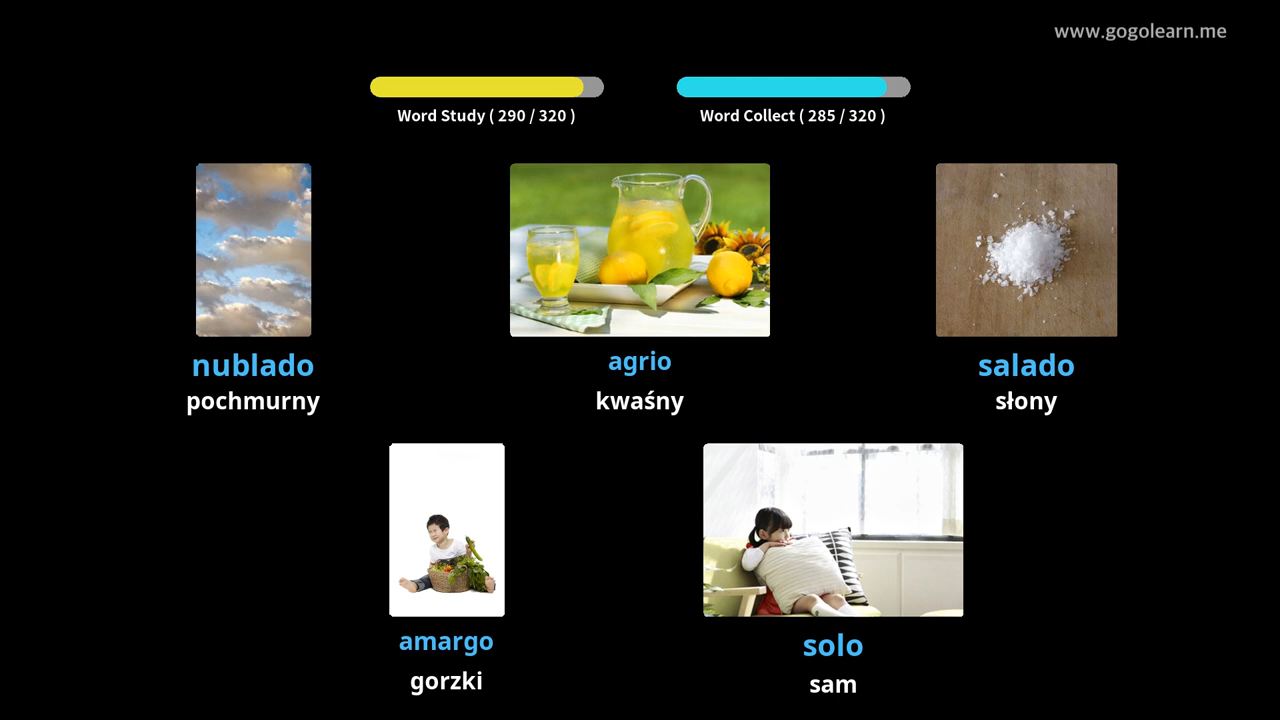 www.gogolearn.me
Word Study ( 290 / 320 )
Word Collect ( 285 / 320 )
nublado
pochmurny
agrio
kwaśny
salado
słony
amargo
gorzki
solo
sam